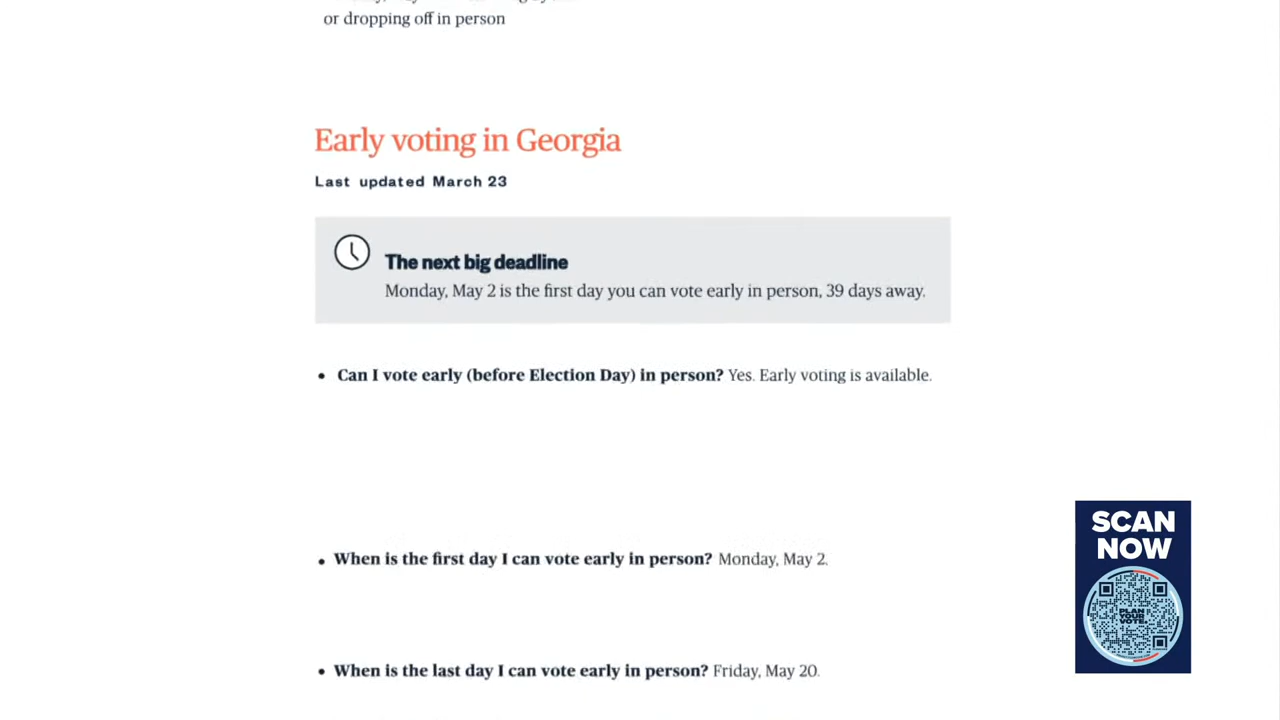 or dropping off in person
Early voting in Georgia
Last updated March 23
The next big deadline
Monday, May 2 is the first day you can vote early in person, 39 days away.
• Can I vote early (before Election Day) in person? Yes. Early voting is available.
• When is the first day I can vote early in person? Monday, May 2.
• When is the last day I can vote early in person? Friday, May 20.
SCAN
NOW
PLAN
YOUR
VOTE.